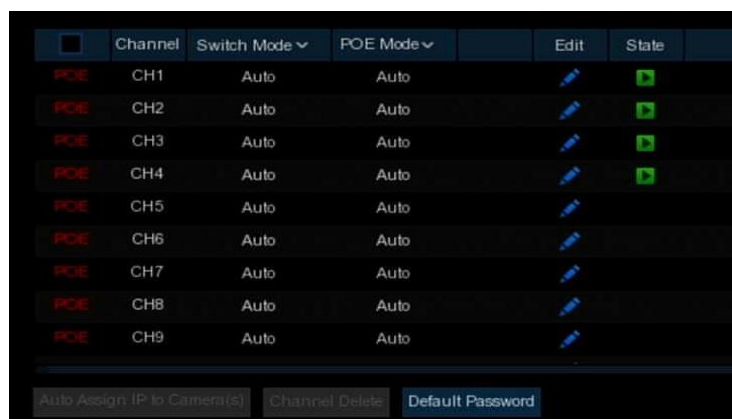 Channel Switch Mode POE Mode Edit State
POE CH1 Auto Auto
POE CH2 Auto Auto
POE CH3 Auto Auto
POE CH4 Auto Auto
POE CH5 Auto Auto
POE CH6 Auto Auto
POE CH7 Auto Auto
POE CH8 Auto Auto
POE CH9 Auto Auto
Auto Assign IP to Camera(s) Channel Delete Default Password